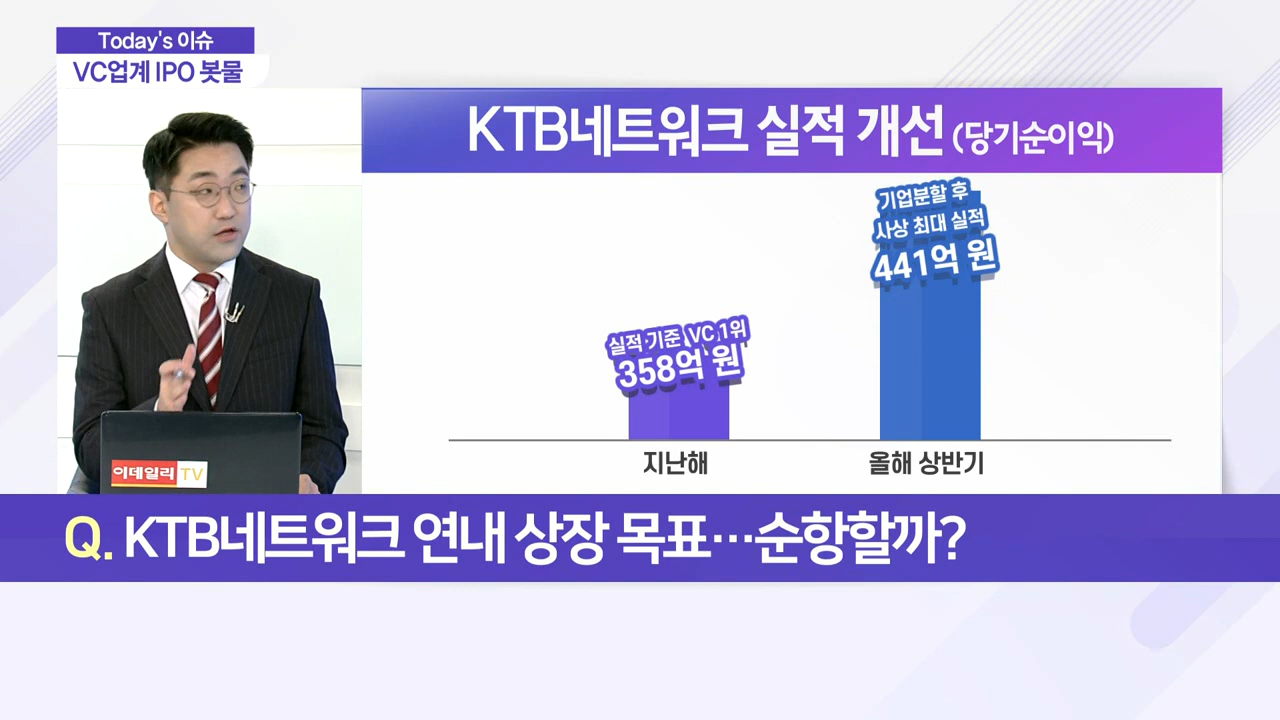 Today's 이슈
VC업계 IPO 봇물
KTB네트워크 실적 개선 (당기순이익)
기업분할 후
사상 최대 실적
441억 원
실적 기준 VC 1위
358억 원
지난해
올해 상반기
이데일리 TV
Q. KTB네트워크 연내 상장 목표…순항할까?